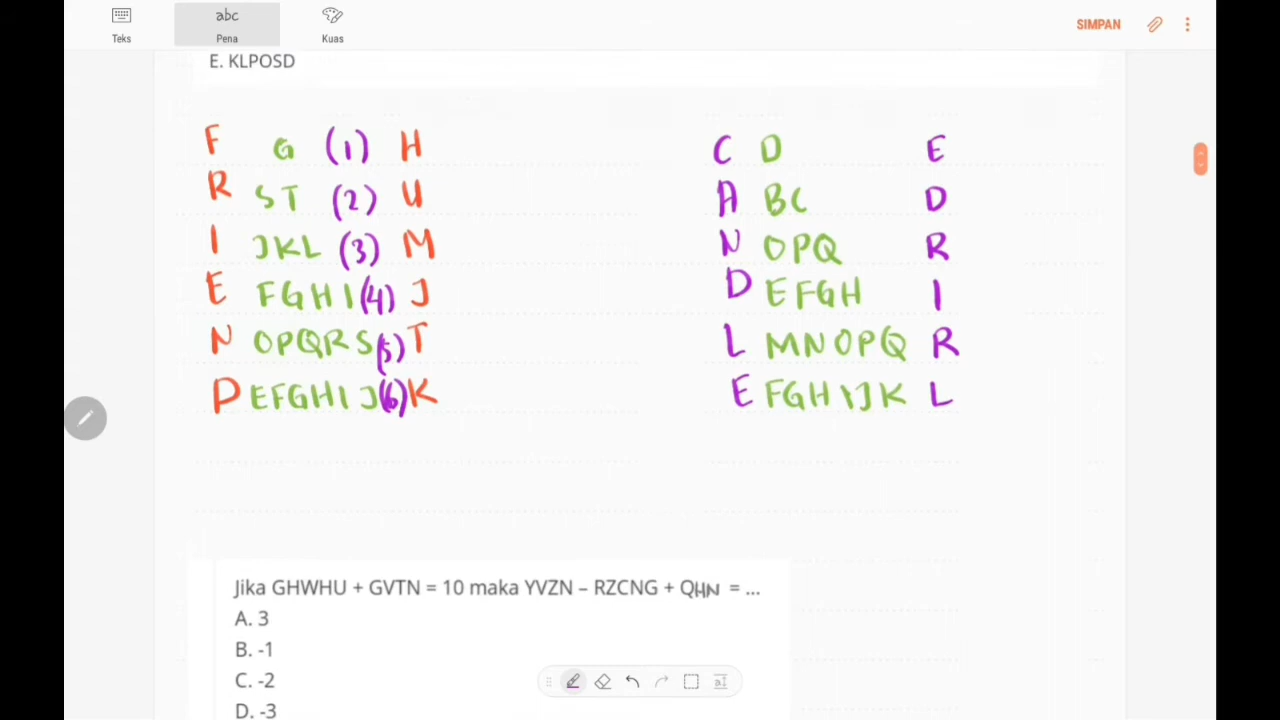 Teks
abc
Pena
Kuas
SIMPAN
E. KLPOSD
F G (1) H C D E
R ST (2) U A BC D
I JKL (3) M N OPQ R
E FGHI (4) J D EFGH I
N OPQRS (5) T L MNOPQ R
D EFGHIJ (6) K E FGHIJK L
Jika GHWHU + GVTN = 10 maka YVZN – RZCNG + QHN = ...
A. 3
B. -1
C. -2
D. -3